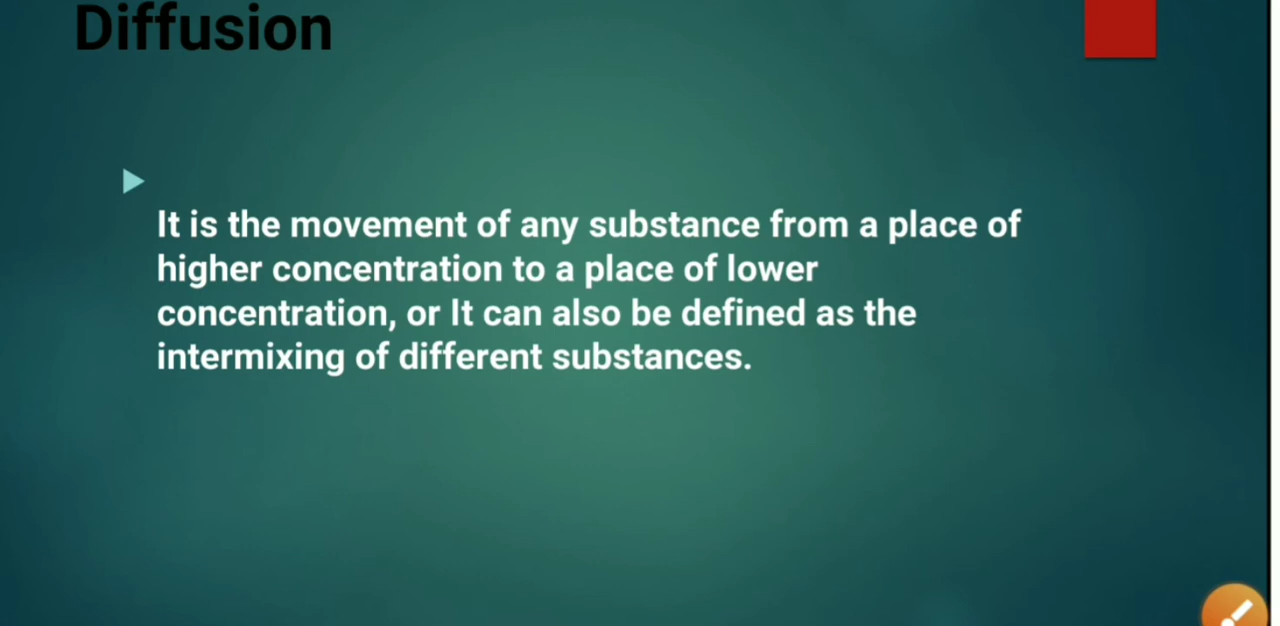 Diffusion
It is the movement of any substance from a place of
higher concentration to a place of lower
concentration, or It can also be defined as the
intermixing of different substances.